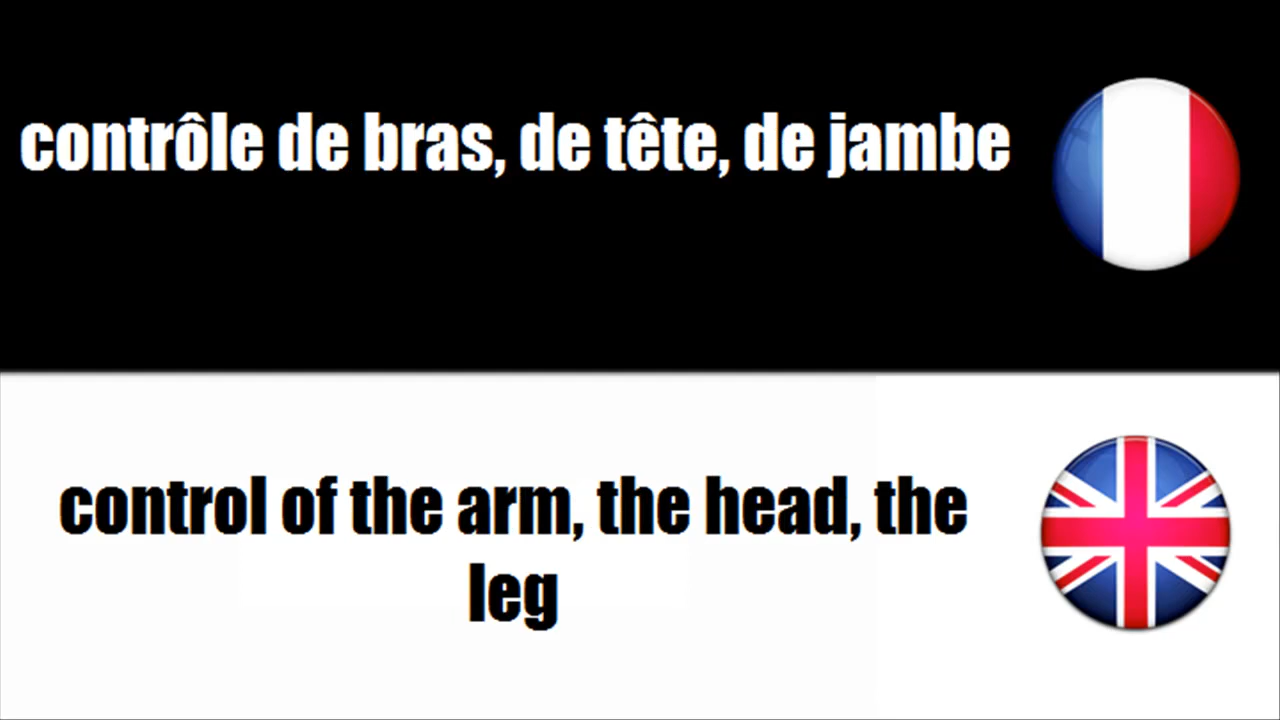 contrôle de bras, de tête, de jambe
control of the arm, the head, the
leg